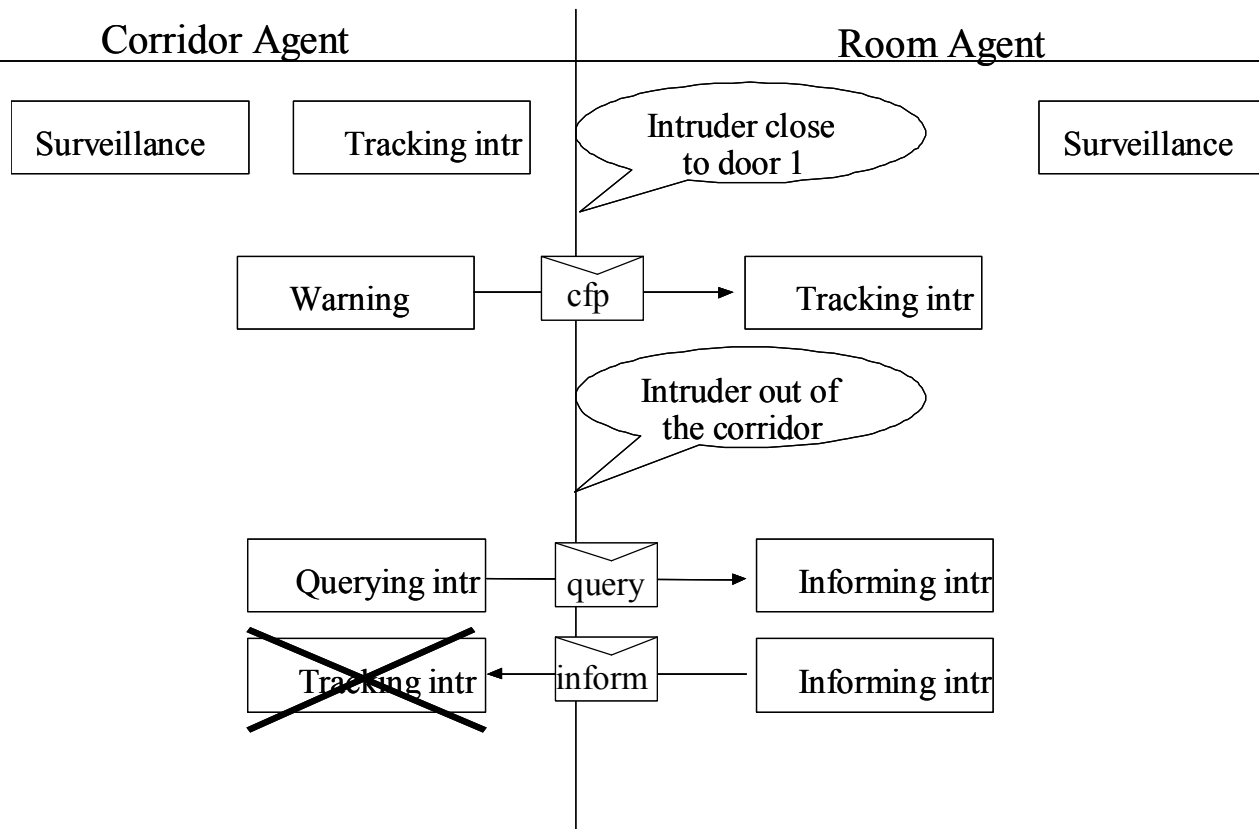 Corridor Agent
Room Agent
Surveillance
Tracking intr
Intruder close
to door 1
Surveillance
Warning
cfp
Tracking intr
Intruder out of
the corridor
Querying intr
query
Informing intr
Tracking intr
inform
Informing intr